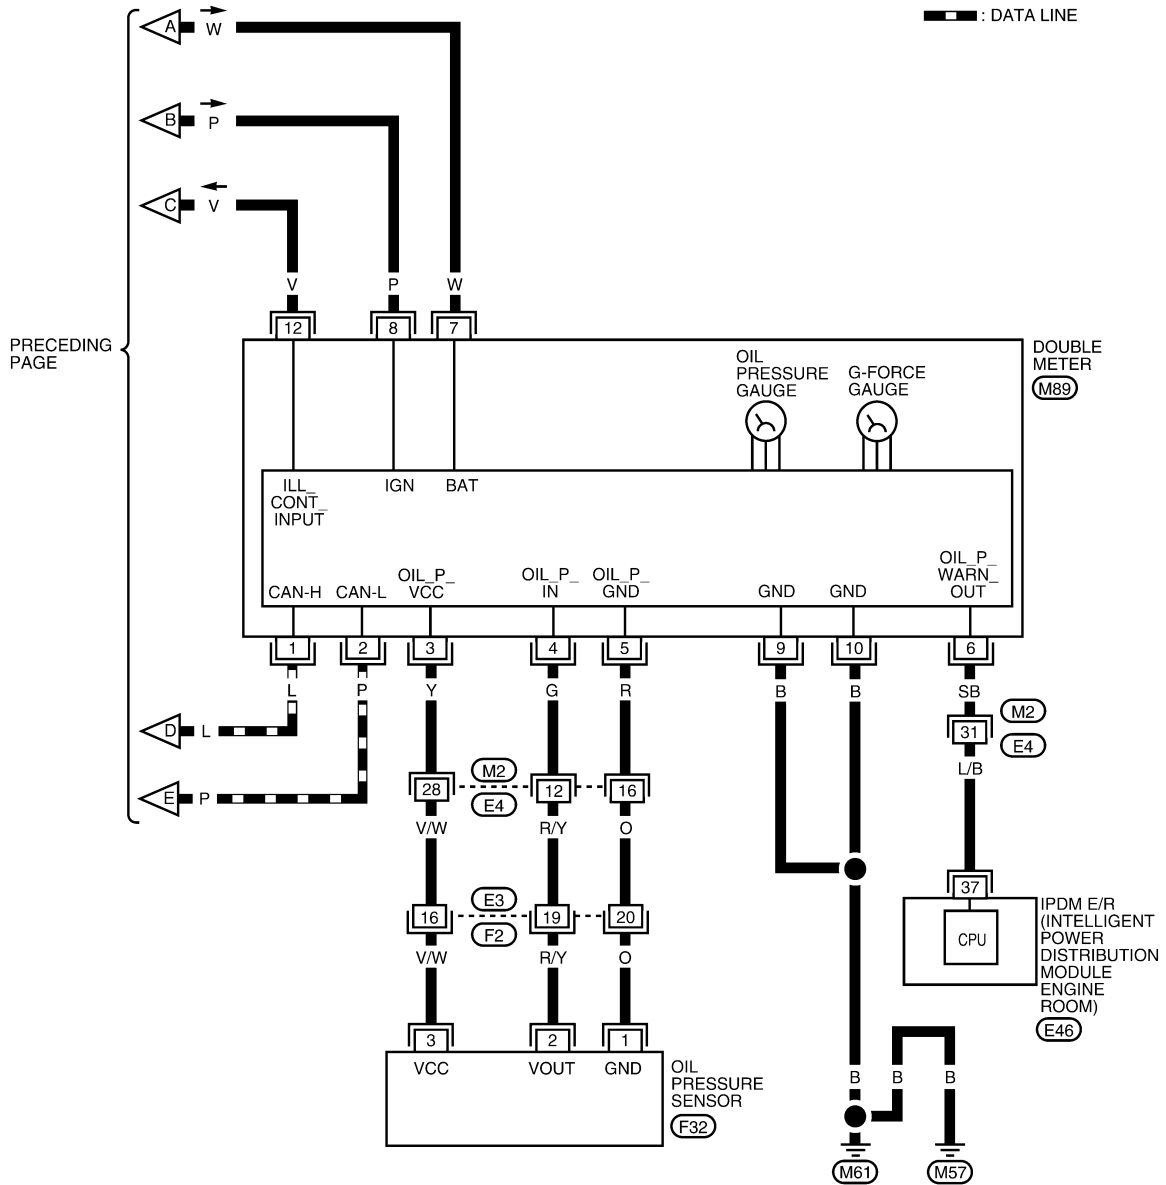 : DATA LINE
A W
B P
C V
V P W
12 8 7
PRECEDING
PAGE
DOUBLE
METER
M89
OIL
PRESSURE
GAUGE
G-FORCE
GAUGE
ILL_
CONT_
INPUT
IGN
BAT
CAN-H
CAN-L
OIL_P_
VCC
OIL_P_
IN
OIL_P_
GND
GND
GND
OIL_P_
WARN_
OUT
1 2 3 4 5 9 10 6
L P Y G R B B SB
D L
E P
31
M2
E4
L/B
28
M2
E4
12
16
V/W R/Y O
16
E3
F2
19
20
V/W R/Y O
37
CPU
IPDM E/R
(INTELLIGENT
POWER
DISTRIBUTION
MODULE
ENGINE
ROOM)
E46
3 2 1
VCC VOUT GND
OIL
PRESSURE
SENSOR
F32
B B B
M61
M57